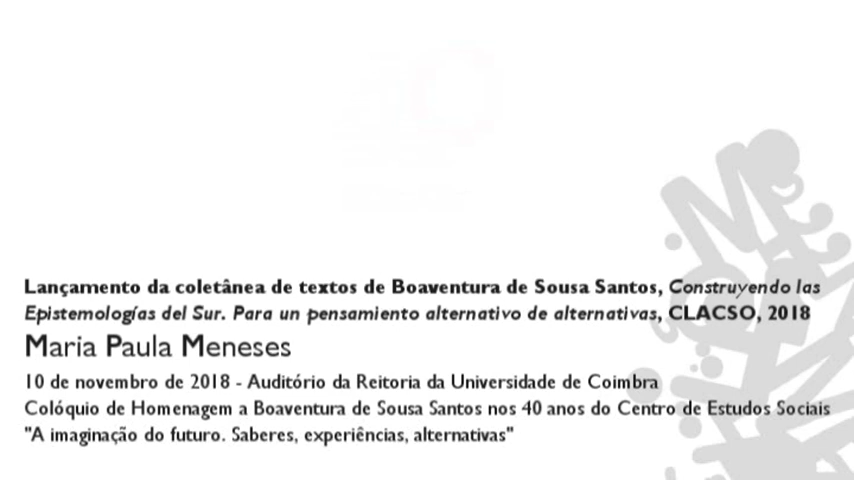 Lançamento da coletânea de textos de Boaventura de Sousa Santos, Construyendo las
Epistemologías del Sur. Para un pensamiento alternativo de alternativas, CLACSO, 2018
Maria Paula Meneses
10 de novembro de 2018 - Auditório da Reitoria da Universidade de Coimbra
Colóquio de Homenagem a Boaventura de Sousa Santos nos 40 anos do Centro de Estudos Sociais
"A imaginação do futuro. Saberes, experiências, alternativas"